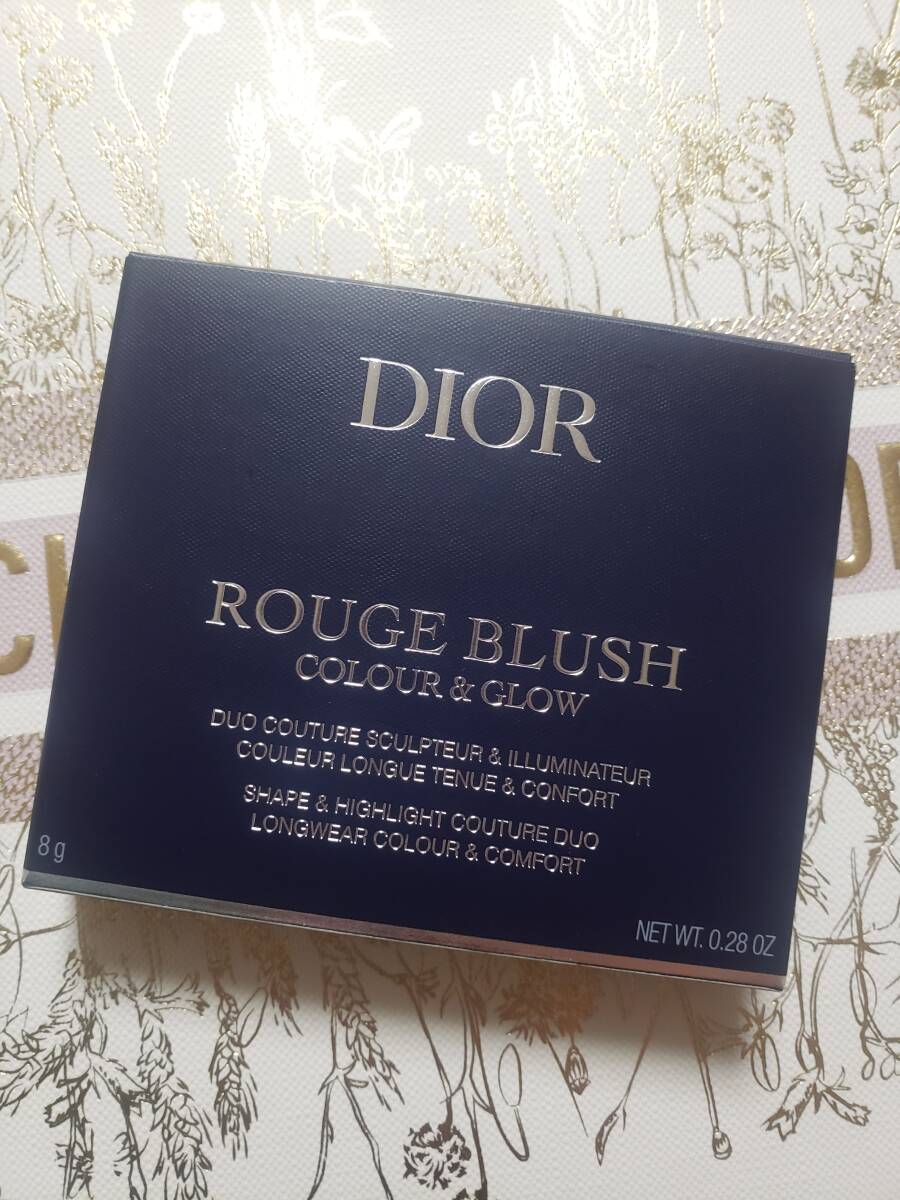 DIOR
ROUGE BLUSH
COLOUR & GLOW
DUO COUTURE SCULPTEUR & ILLUMINATEUR
COULEUR LONGUE TENUE & CONFORT
SHAPE & HIGHLIGHT COUTURE DUO
LONGWEAR COLOUR & COMFORT
8 g
NET WT. 0.28 OZ